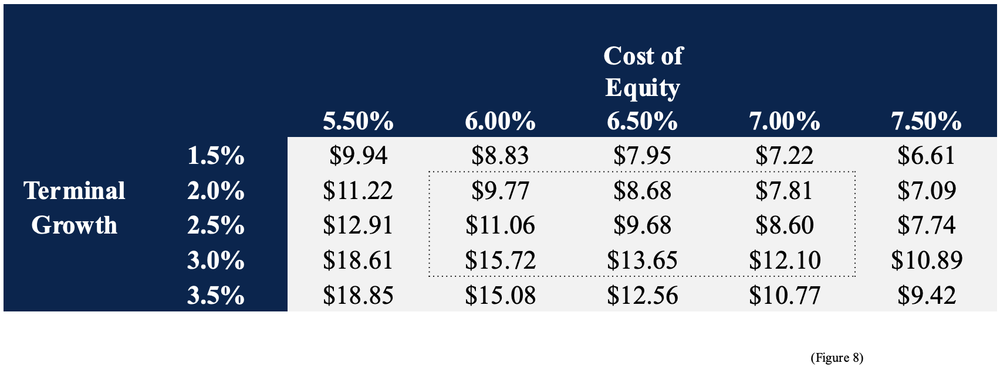 Cost of
Equity
5.50% 6.00% 6.50% 7.00% 7.50%
1.5% $9.94 $8.83 $7.95 $7.22 $6.61
Terminal 2.0% $11.22 $9.77 $8.68 $7.81 $7.09
Growth 2.5% $12.91 $11.06 $9.68 $8.60 $7.74
3.0% $18.61 $15.72 $13.65 $12.10 $10.89
3.5% $18.85 $15.08 $12.56 $10.77 $9.42
(Figure 8)